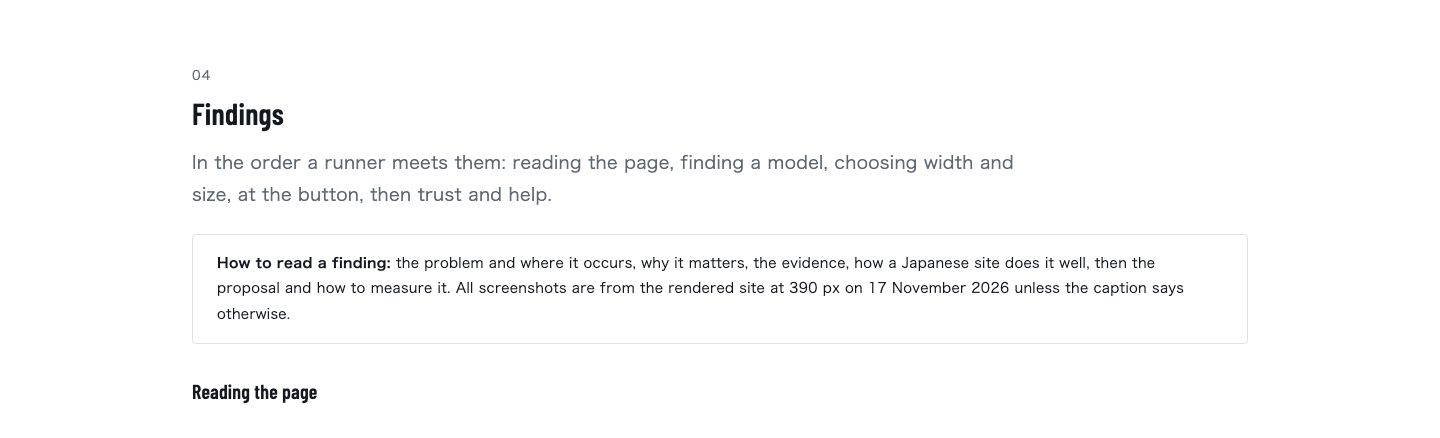 04
Findings
In the order a runner meets them: reading the page, finding a model, choosing width and
size, at the button, then trust and help.
How to read a finding: the problem and where it occurs, why it matters, the evidence, how a Japanese site does it well, then the
proposal and how to measure it. All screenshots are from the rendered site at 390 px on 17 November 2026 unless the caption says
otherwise.
Reading the page